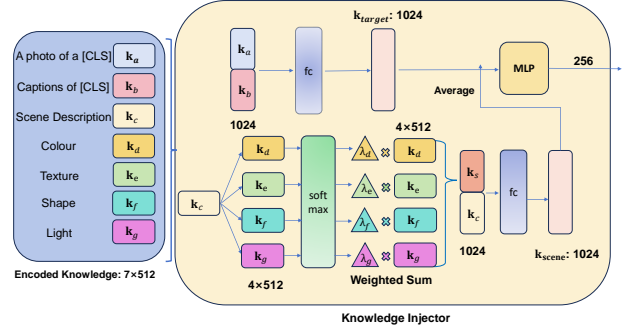 A photo of a [CLS] k_a
Captions of [CLS] k_b
Scene Description k_c
Colour k_d
Texture k_e
Shape k_f
Light k_g
Encoded Knowledge: 7×512
k_a
k_b
1024
fc
k_target: 1024
MLP
256
Average
k_c
k_d
k_e
k_f
k_g
4×512
soft
max
λ_d × k_d
λ_e × k_e
λ_f × k_f
λ_g × k_g
4×512
Weighted Sum
k_s
k_c
1024
fc
k_scene: 1024
Knowledge Injector